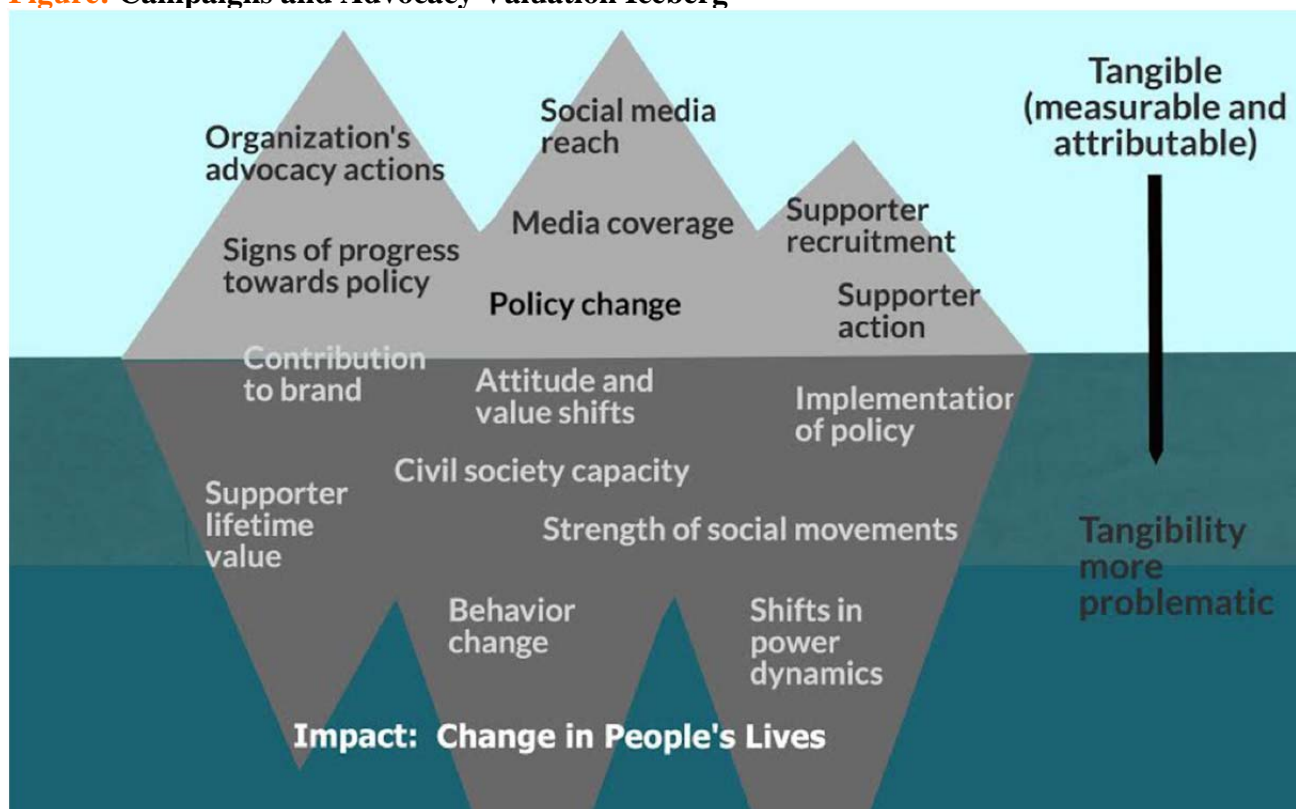 Figure: Campaigns and Advocacy Valuation Iceberg
Organization's
advocacy actions
Social media
reach
Tangible
(measurable and
attributable)
Signs of progress
towards policy
Media coverage
Supporter
recruitment
Policy change
Supporter
action
Contribution
to brand
Attitude and
value shifts
Implementation
of policy
Civil society capacity
Supporter
lifetime
value
Strength of social movements
Tangibility
more
problematic
Behavior
change
Shifts in
power
dynamics
Impact: Change in People's Lives